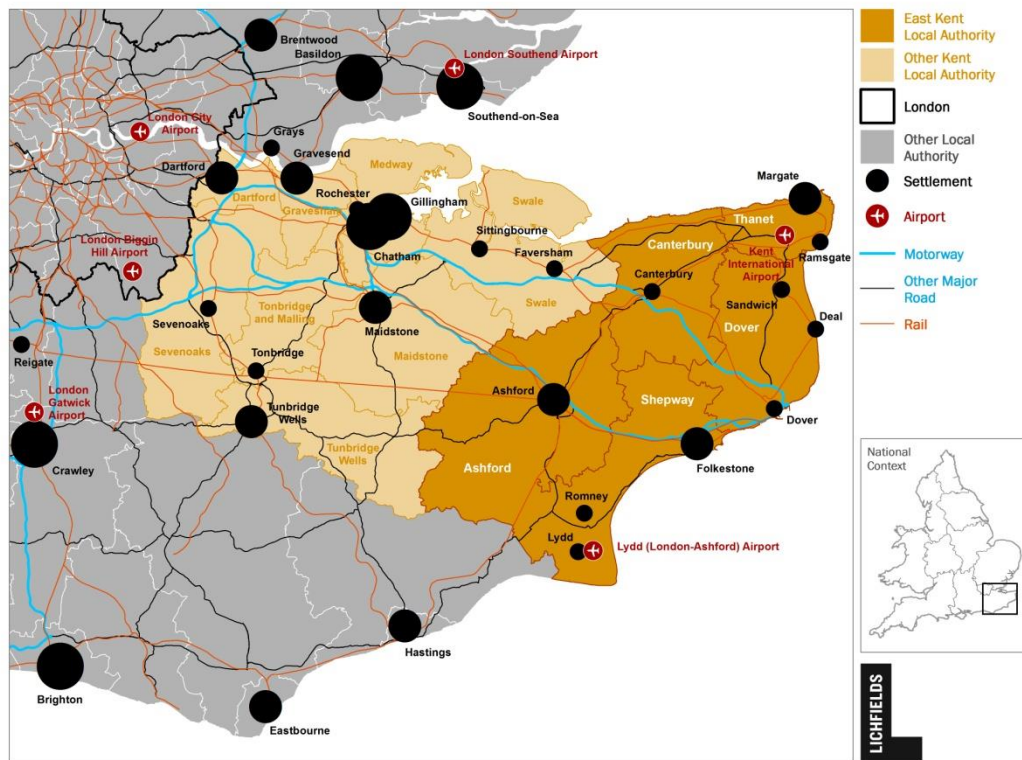 Brentwood
Basildon
London Southend Airport
Southend-on-Sea
London City
Airport
Grays
Gravesend
Dartford
Rochester
Medway
Gillingham
Dartford
Gravesham
Chatham
Swale
Sittingbourne
Faversham
Swale
Margate
Thanet
Canterbury
Kent
International
Airport
Ramsgate
Canterbury
Sandwich
Dover
Deal
London Biggin
Hill Airport
Sevenoaks
Tonbridge
and Malling
Maidstone
Sevenoaks
Tonbridge
Maidstone
Reigate
London
Gatwick
Airport
Crawley
Tunbridge
Wells
Tunbridge
Wells
Ashford
Shepway
Dover
Ashford
Folkestone
Romney
Lydd
Lydd (London-Ashford) Airport
Hastings
Brighton
Eastbourne
East Kent
Local Authority
Other Kent
Local Authority
London
Other Local
Authority
Settlement
Airport
Motorway
Other Major
Road
Rail
National
Context
LICHFIELDS